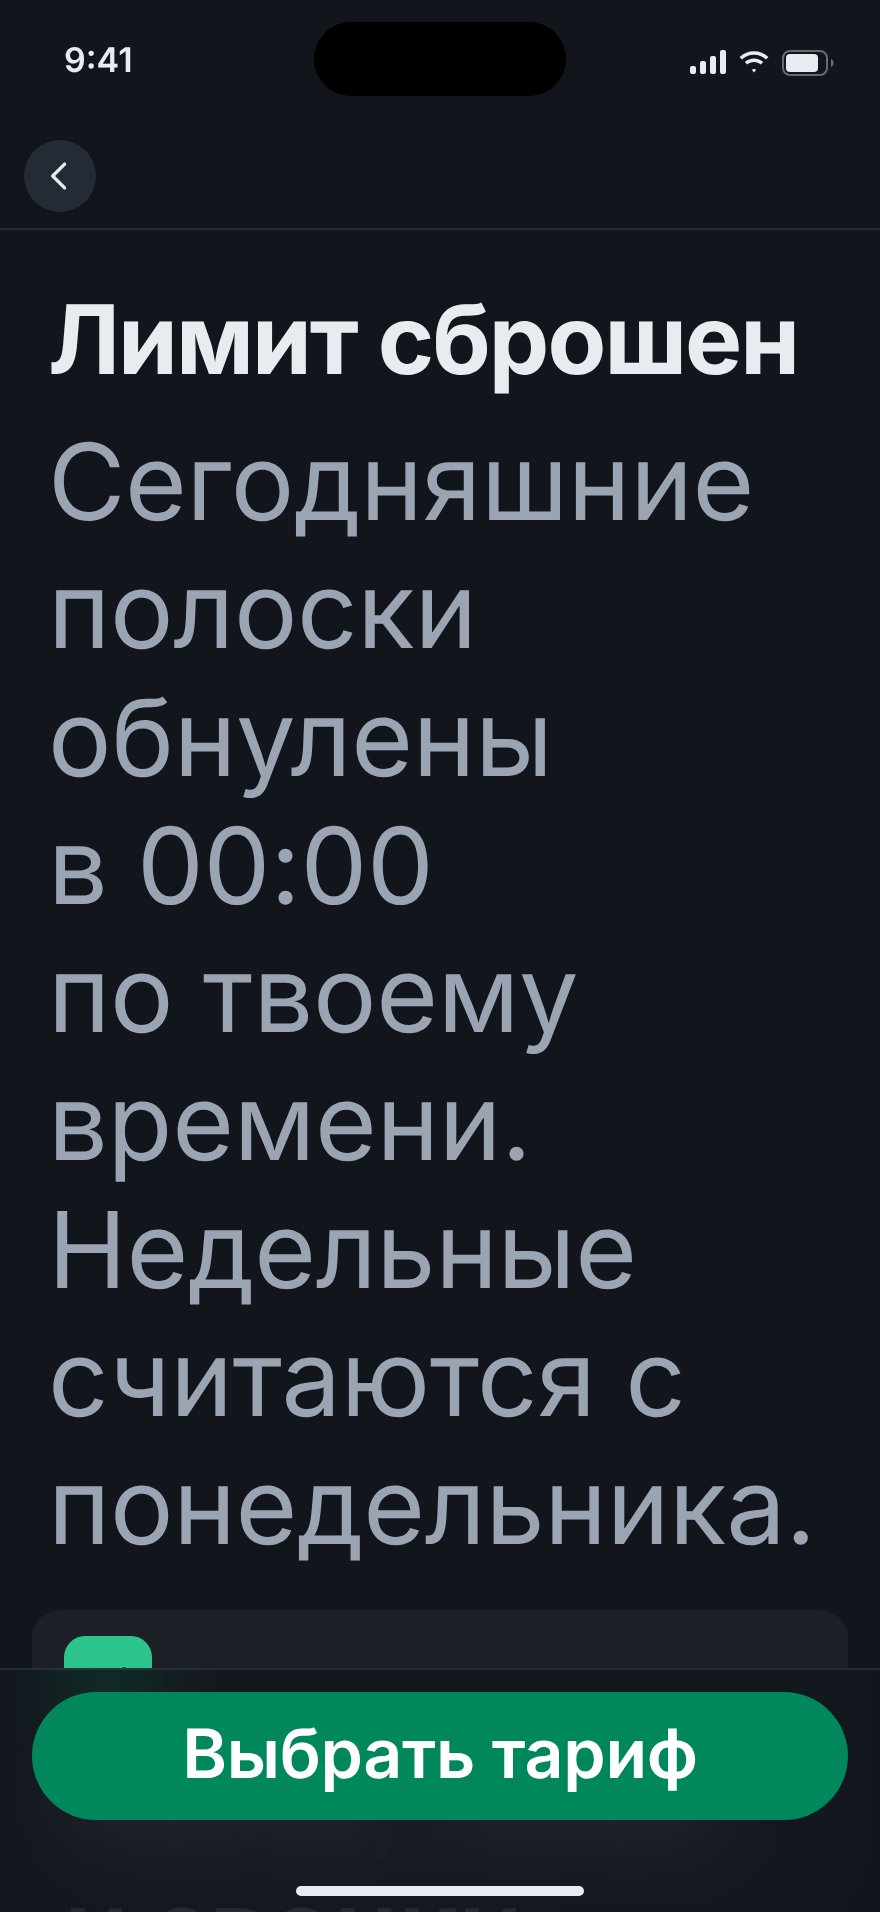 9:41
Лимит сброшен
Сегодняшние
полоски
обнулены
в 00:00
по твоему
времени.
Недельные
считаются с
понедельника.
Выбрать тариф